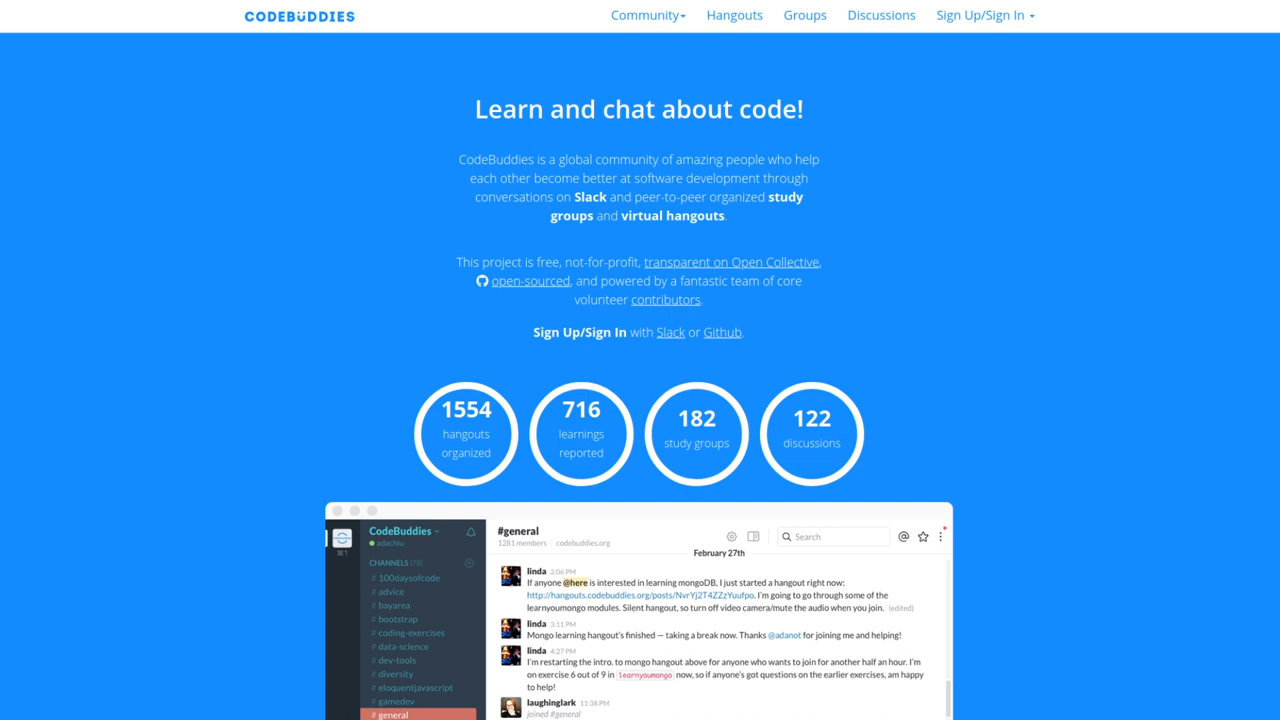 CODEBUDDIES
Community
Hangouts
Groups
Discussions
Sign Up/Sign In
Learn and chat about code!
CodeBuddies is a global community of amazing people who help
each other become better at software development through
conversations on Slack and peer-to-peer organized study
groups and virtual hangouts.
This project is free, not-for-profit, transparent on Open Collective,
open-sourced, and powered by a fantastic team of core
volunteer contributors.
Sign Up/Sign In with Slack or Github.
1554
hangouts
organized
716
learnings
reported
182
study groups
122
discussions
CodeBuddies
adachiu
⌘1
CHANNELS (78)
# 100daysofcode
# advice
# bayarea
# bootstrap
# coding-exercises
# data-science
# dev-tools
# diversity
# eloquentjavascript
# gamedev
# general
#general
1281 members | codebuddies.org
Search
February 27th
linda 2:06 PM
If anyone @here is interested in learning mongoDB, I just started a hangout right now:
http://hangouts.codebuddies.org/posts/NvrYj2T4ZZzYuufpo. I'm going to go through some of the
learnyoumongo modules. Silent hangout, so turn off video camera/mute the audio when you join. (edited)
linda 3:11 PM
Mongo learning hangout's finished — taking a break now. Thanks @adanot for joining me and helping!
linda 4:27 PM
I'm restarting the intro. to mongo hangout above for anyone who wants to join for another half an hour. I'm
on exercise 6 out of 9 in learnyoumongo now, so if anyone's got questions on the earlier exercises, am happy
to help!
laughinglark 11:38 PM
joined #general